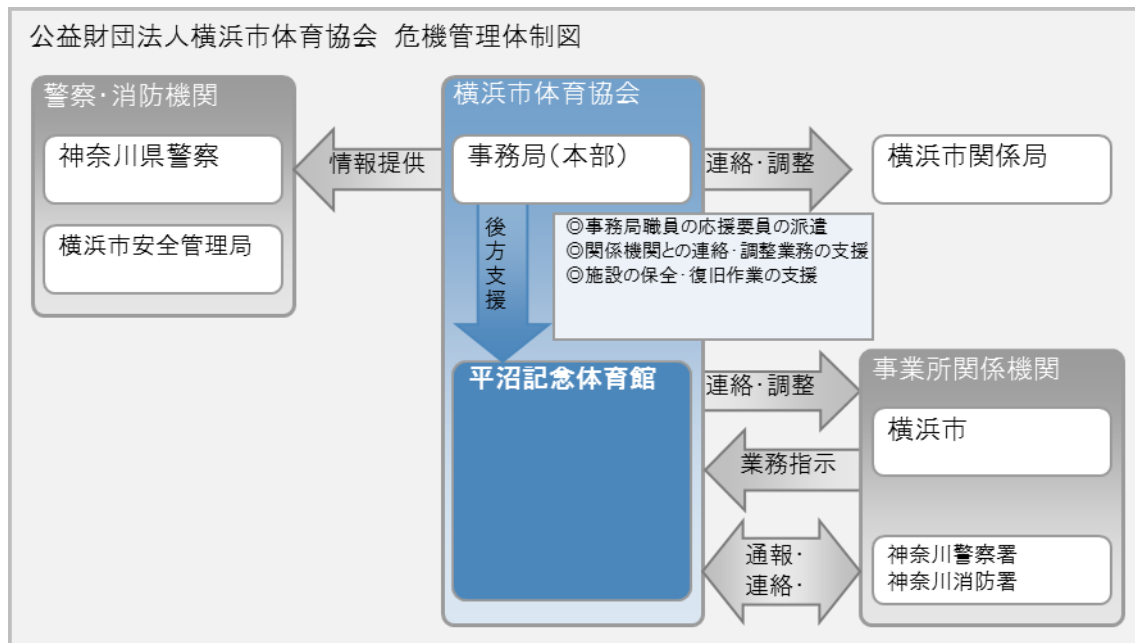 公益財団法人横浜市体育協会 危機管理体制図
警察･消防機関
神奈川県警察
横浜市安全管理局
情報提供
横浜市体育協会
事務局(本部)
連絡･調整
横浜市関係局
後方支援
◎事務局職員の応援要員の派遣
◎関係機関との連絡･調整業務の支援
◎施設の保全･復旧作業の支援
平沼記念体育館
連絡･調整
業務指示
通報･
連絡･
事業所関係機関
横浜市
神奈川警察署
神奈川消防署